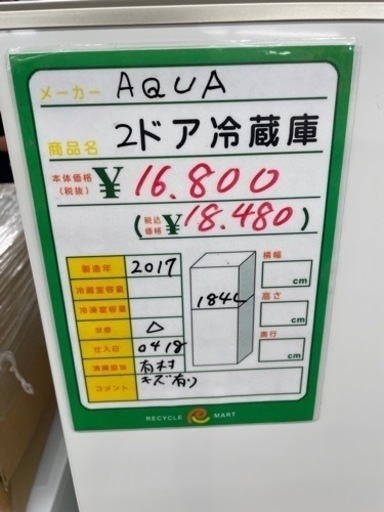 メーカー AQUA
商品名 2ドア冷蔵庫
本体価格 (税抜) ¥16.800
(税込価格 ¥18.480)
製造年 2017
冷蔵室容量
冷凍室容量
状態 △
仕入日 0418
清掃担当 有村
コメント キズ有り
184L
横幅
cm
高さ
cm
奥行
cm
RECYCLE MART